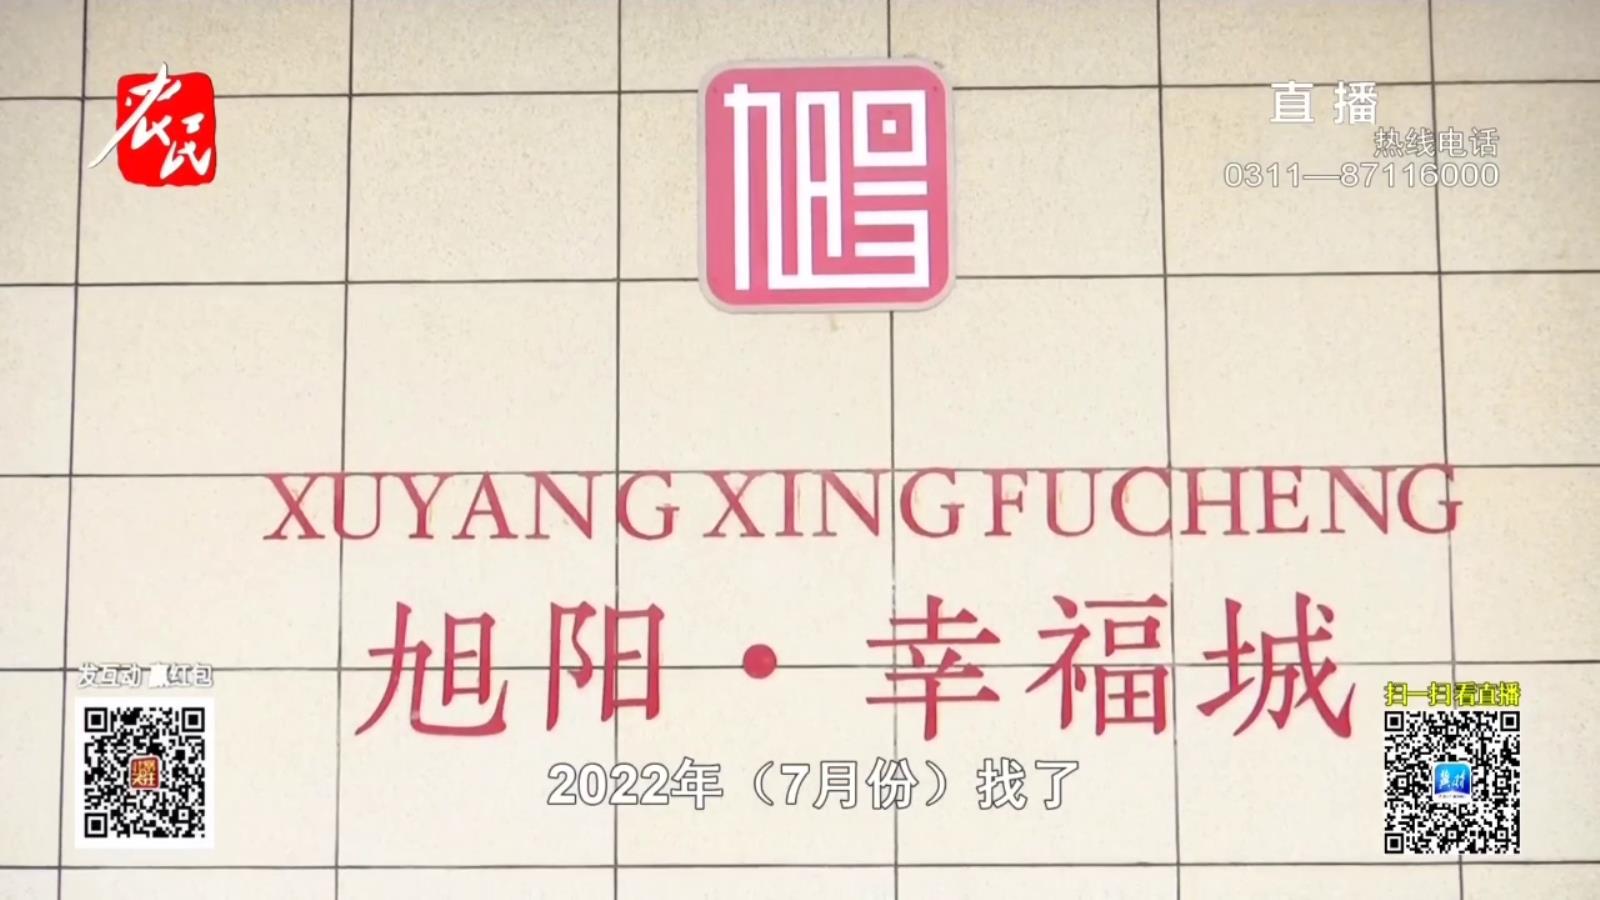 农民
直播
热线电话
0311—87116000
XUYANG XINGFUCHENG
旭阳·幸福城
发互动 赢红包
扫一扫 看直播
冀时
2022年（7月份）找了